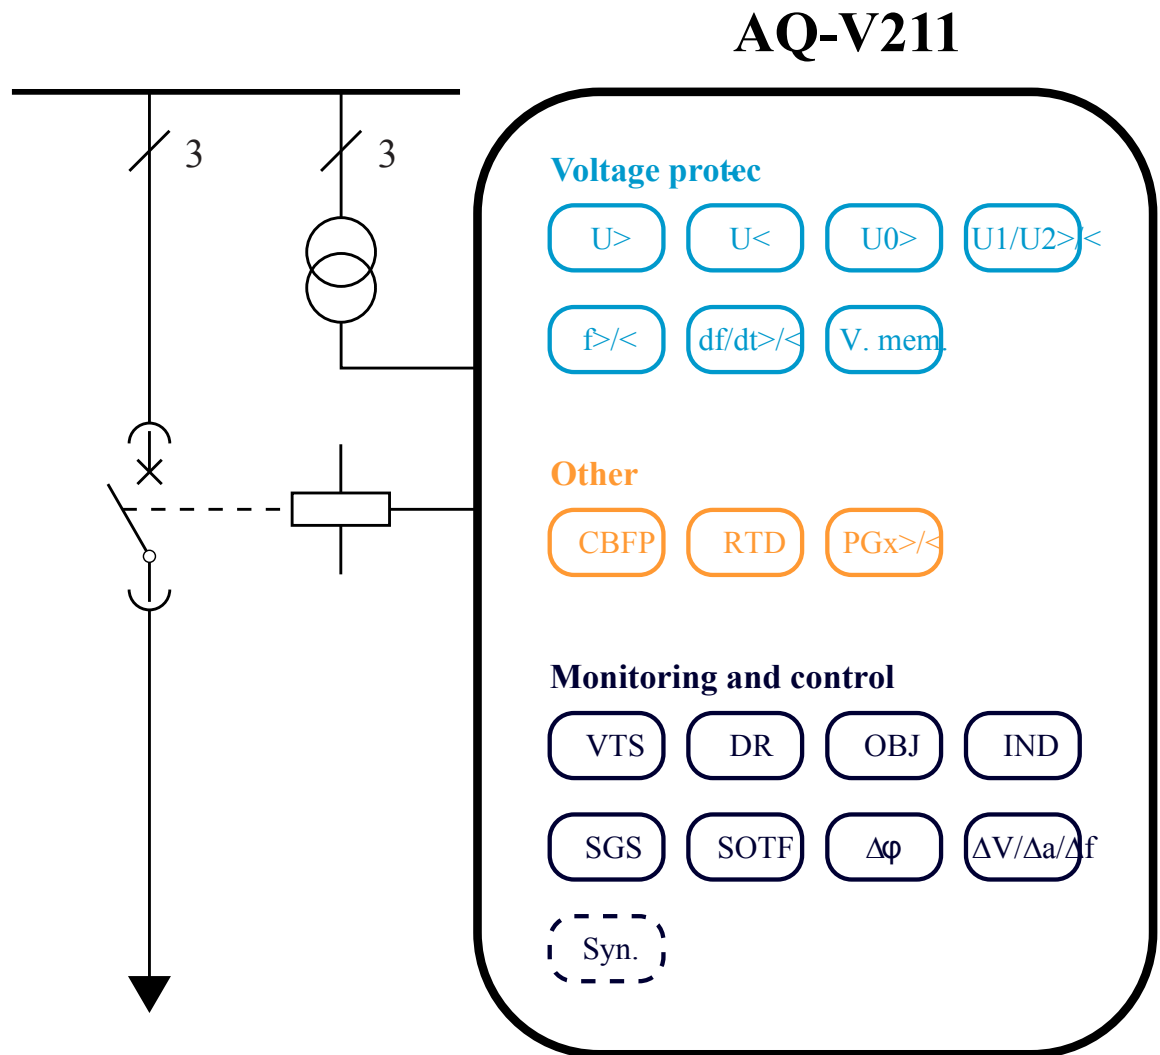 AQ-V211
3 3
Voltage protec-
U> U< U0> U1/U2>/<
f>/< df/dt>/< V. mem.
Other
CBFP RTD PGx>/<
Monitoring and control
VTS DR OBJ IND
SGS SOTF Δφ ΔV/Δa/Δf
Syn.